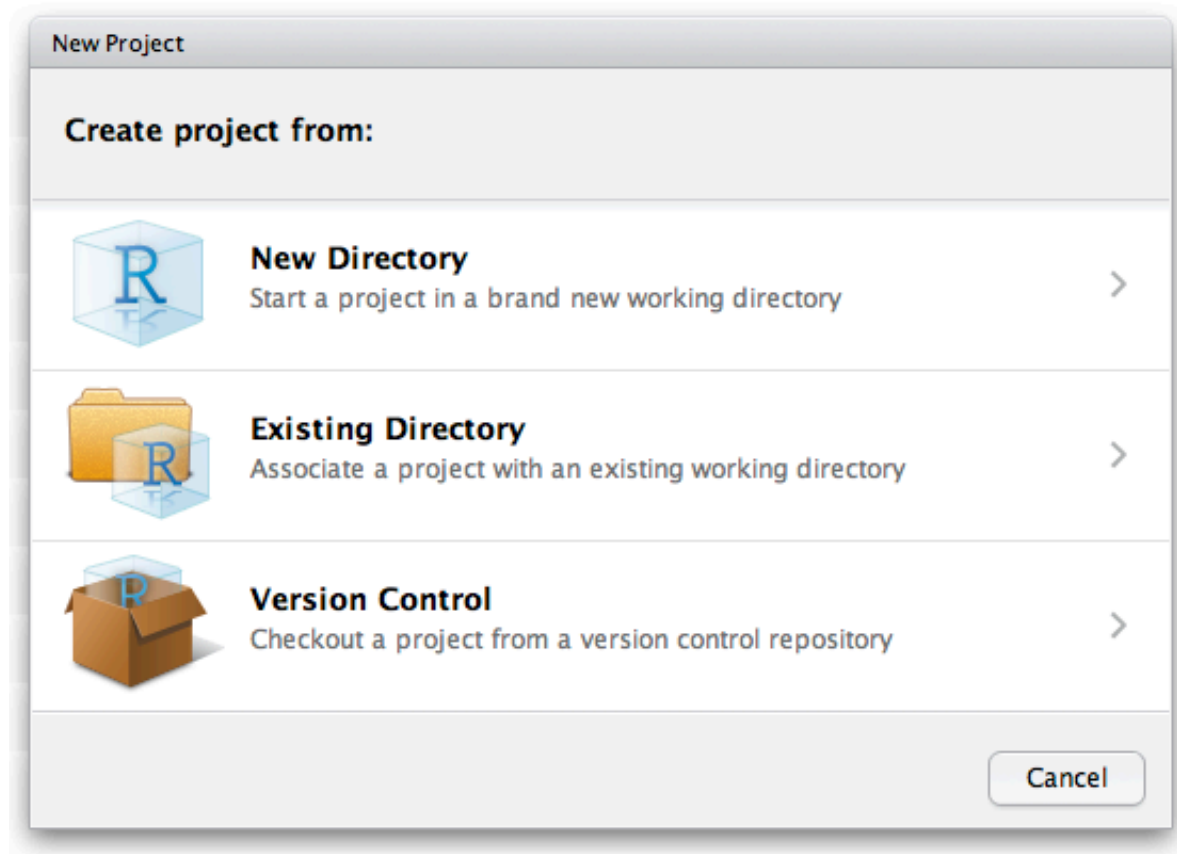 New Project
Create project from:
R
New Directory
Start a project in a brand new working directory
R
Existing Directory
Associate a project with an existing working directory
R
Version Control
Checkout a project from a version control repository
Cancel